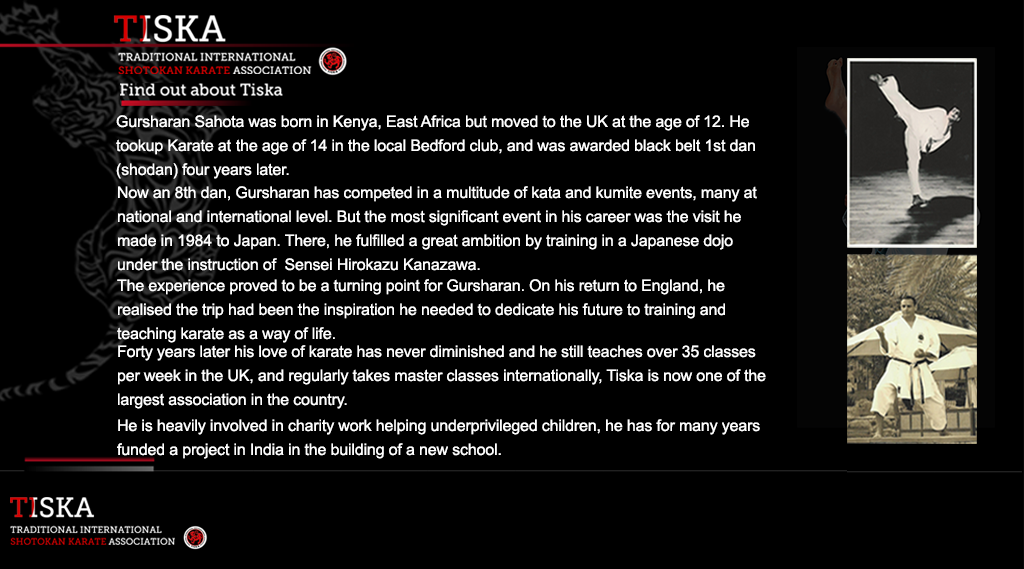 TISKA
TRADITIONAL INTERNATIONAL
SHOTOKAN KARATE ASSOCIATION
Find out about Tiska
Gursharan Sahota was born in Kenya, East Africa but moved to the UK at the age of 12. He
tookup Karate at the age of 14 in the local Bedford club, and was awarded black belt 1st dan
(shodan) four years later.
Now an 8th dan, Gursharan has competed in a multitude of kata and kumite events, many at
national and international level. But the most significant event in his career was the visit he
made in 1984 to Japan. There, he fulfilled a great ambition by training in a Japanese dojo
under the instruction of  Sensei Hirokazu Kanazawa.
The experience proved to be a turning point for Gursharan. On his return to England, he
realised the trip had been the inspiration he needed to dedicate his future to training and
teaching karate as a way of life.
Forty years later his love of karate has never diminished and he still teaches over 35 classes
per week in the UK, and regularly takes master classes internationally, Tiska is now one of the
largest association in the country.
He is heavily involved in charity work helping underprivileged children, he has for many years
funded a project in India in the building of a new school.
TISKA
TRADITIONAL INTERNATIONAL
SHOTOKAN KARATE ASSOCIATION